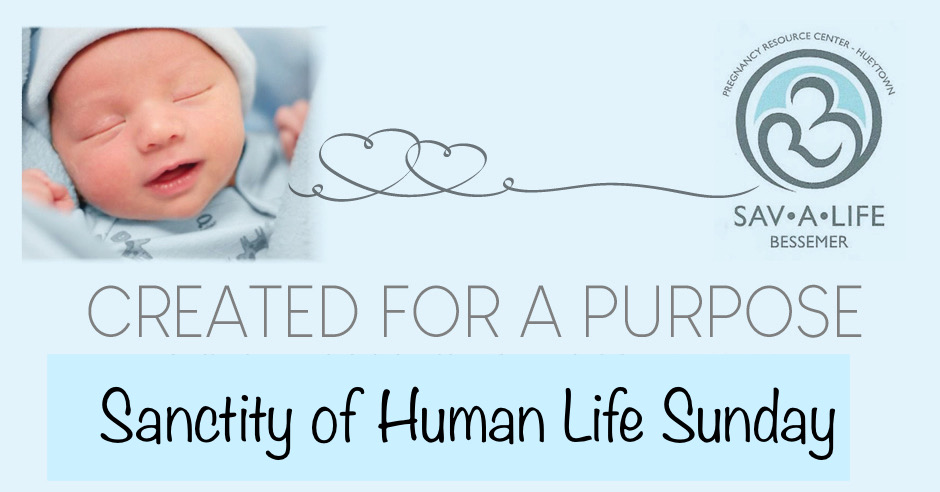 PREGNANCY RESOURCE CENTER - HUEYTOWN
SAV•A•LIFE
BESSEMER
CREATED FOR A PURPOSE
Sanctity of Human Life Sunday